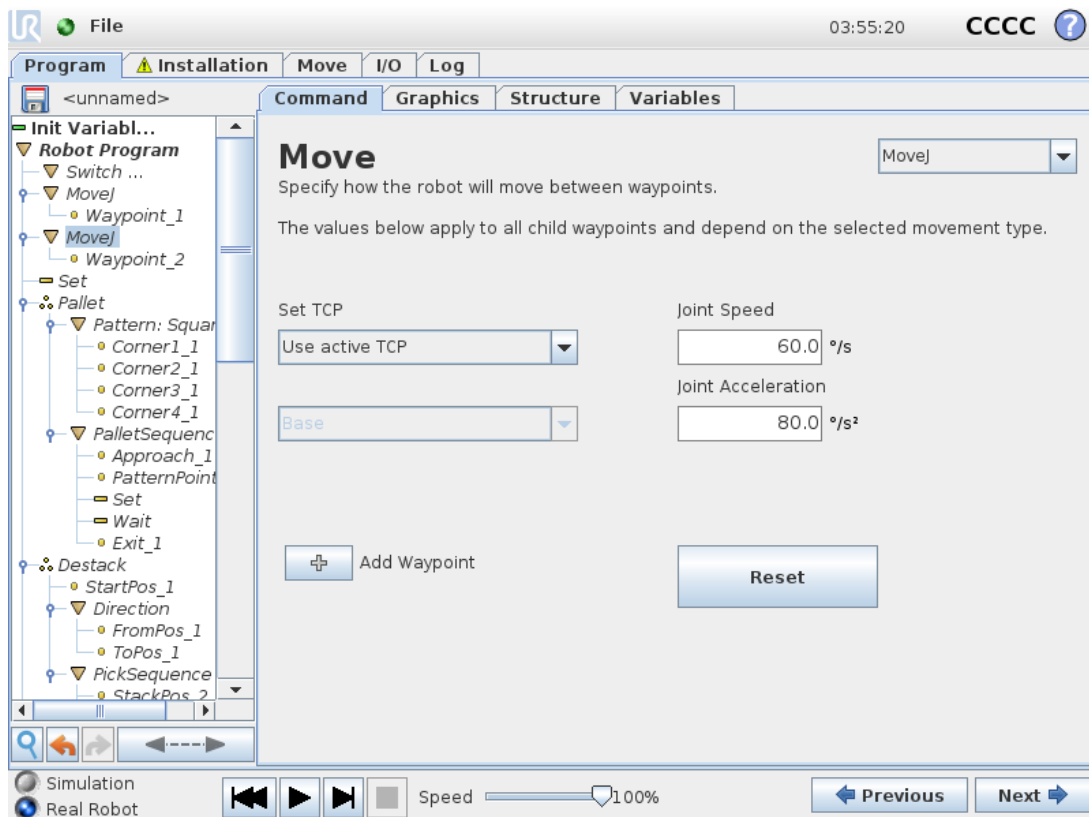 UR File 03:55:20 CCCC ?
Program Installation Move I/O Log
<unnamed>
Command Graphics Structure Variables
Init Variabl...
Robot Program
Switch ...
MoveJ
Waypoint_1
MoveJ
Waypoint_2
Set
Pallet
Pattern: Squar
Corner1_1
Corner2_1
Corner3_1
Corner4_1
PalletSequenc
Approach_1
PatternPoint
Set
Wait
Exit_1
Destack
StartPos_1
Direction
FromPos_1
ToPos_1
PickSequence
StackPos_2
Move
MoveJ
Specify how the robot will move between waypoints.
The values below apply to all child waypoints and depend on the selected movement type.
Set TCP
Use active TCP
Base
Joint Speed
60.0 °/s
Joint Acceleration
80.0 °/s²
Add Waypoint
Reset
Simulation
Real Robot
Speed 100%
Previous Next